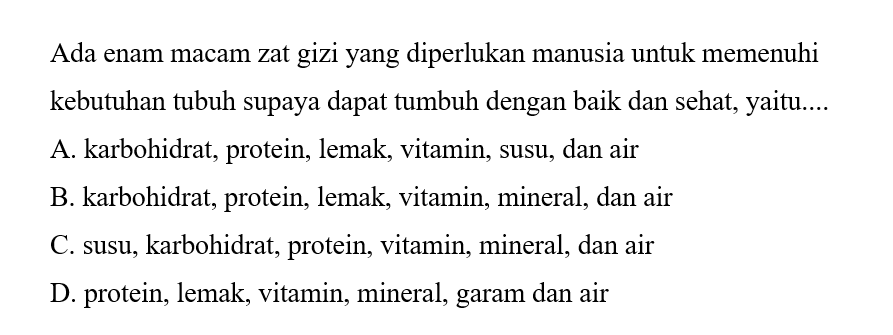 Ada enam macam zat gizi yang diperlukan manusia untuk memenuhi
kebutuhan tubuh supaya dapat tumbuh dengan baik dan sehat, yaitu....
A. karbohidrat, protein, lemak, vitamin, susu, dan air
B. karbohidrat, protein, lemak, vitamin, mineral, dan air
C. susu, karbohidrat, protein, vitamin, mineral, dan air
D. protein, lemak, vitamin, mineral, garam dan air